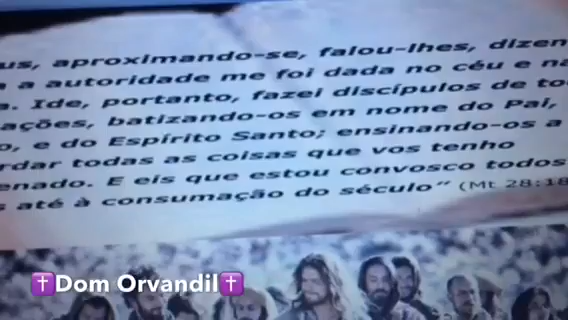 us, aproximando-se, falou-lhes, dizen
a a autoridade me foi dada no céu e na
a. Ide, portanto, fazei discípulos de to
ações, batizando-os em nome do Pai,
o, e do Espírito Santo; ensinando-os a
rdar todas as coisas que vos tenho
enado. E eis que estou convosco todos
s até à consumação do século” (Mt 28:18
✝Dom Orvandil✝